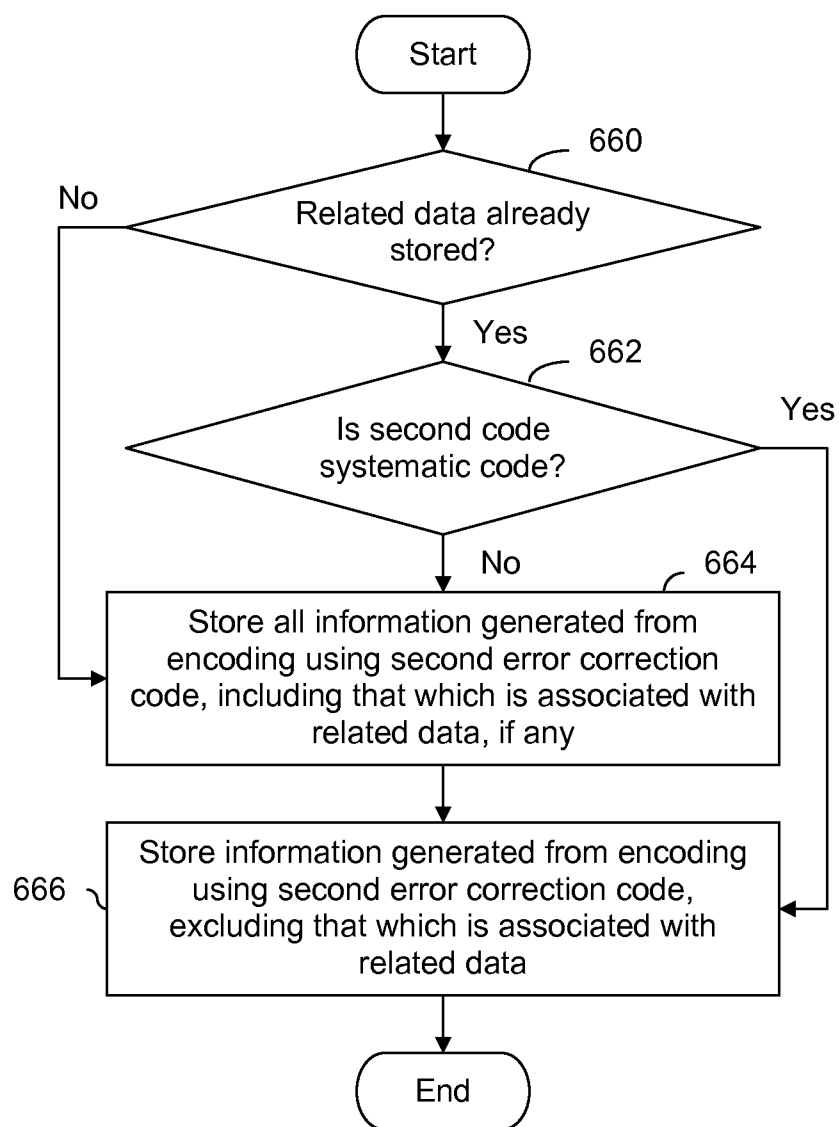 Start
660
No
Related data already
stored?
Yes
662
Yes
Is second code
systematic code?
No
664
Store all information generated from
encoding using second error correction
code, including that which is associated with
related data, if any
Store information generated from encoding
using second error correction code,
excluding that which is associated with
related data
666
End